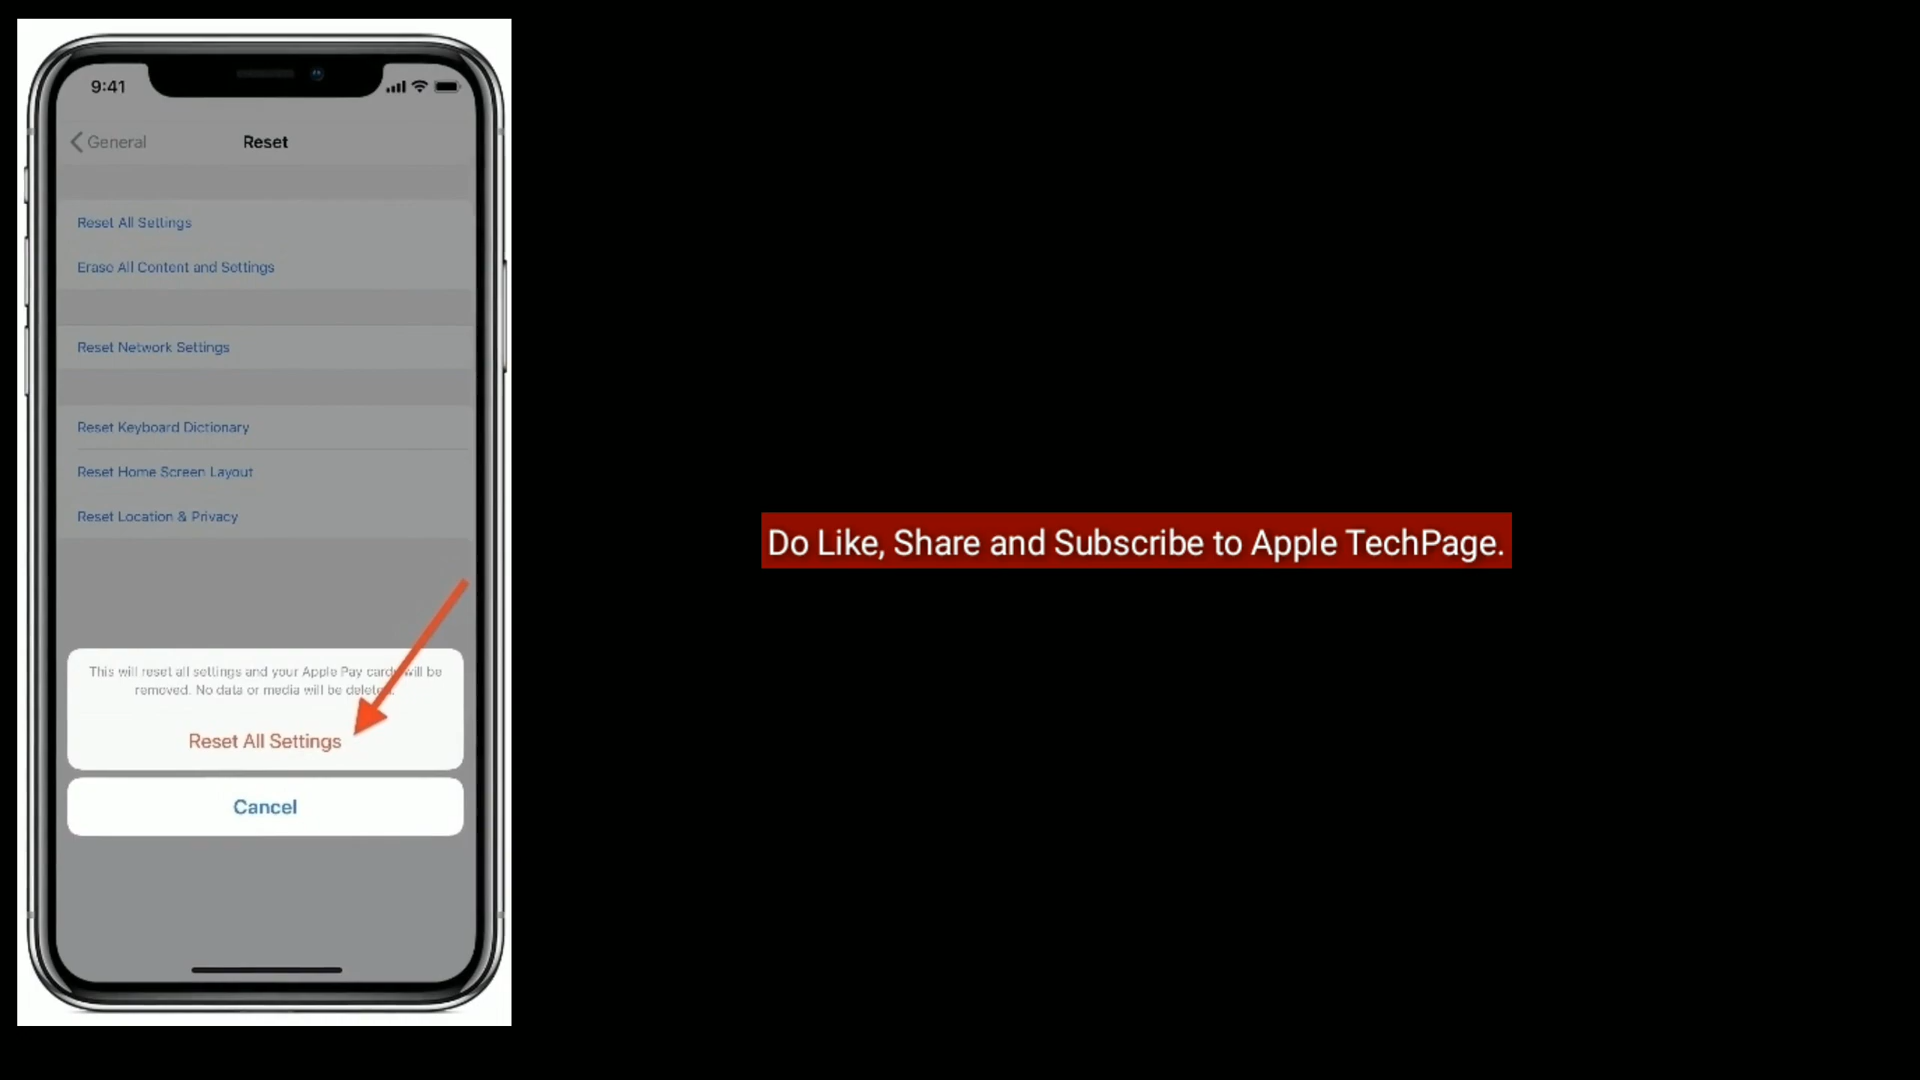 9:41
General
Reset
Reset All Settings
Erase All Content and Settings
Reset Network Settings
Reset Keyboard Dictionary
Reset Home Screen Layout
Reset Location & Privacy
This will reset all settings and your Apple Pay cards will be
removed. No data or media will be deleted.
Reset All Settings
Cancel
Do Like, Share and Subscribe to Apple TechPage.